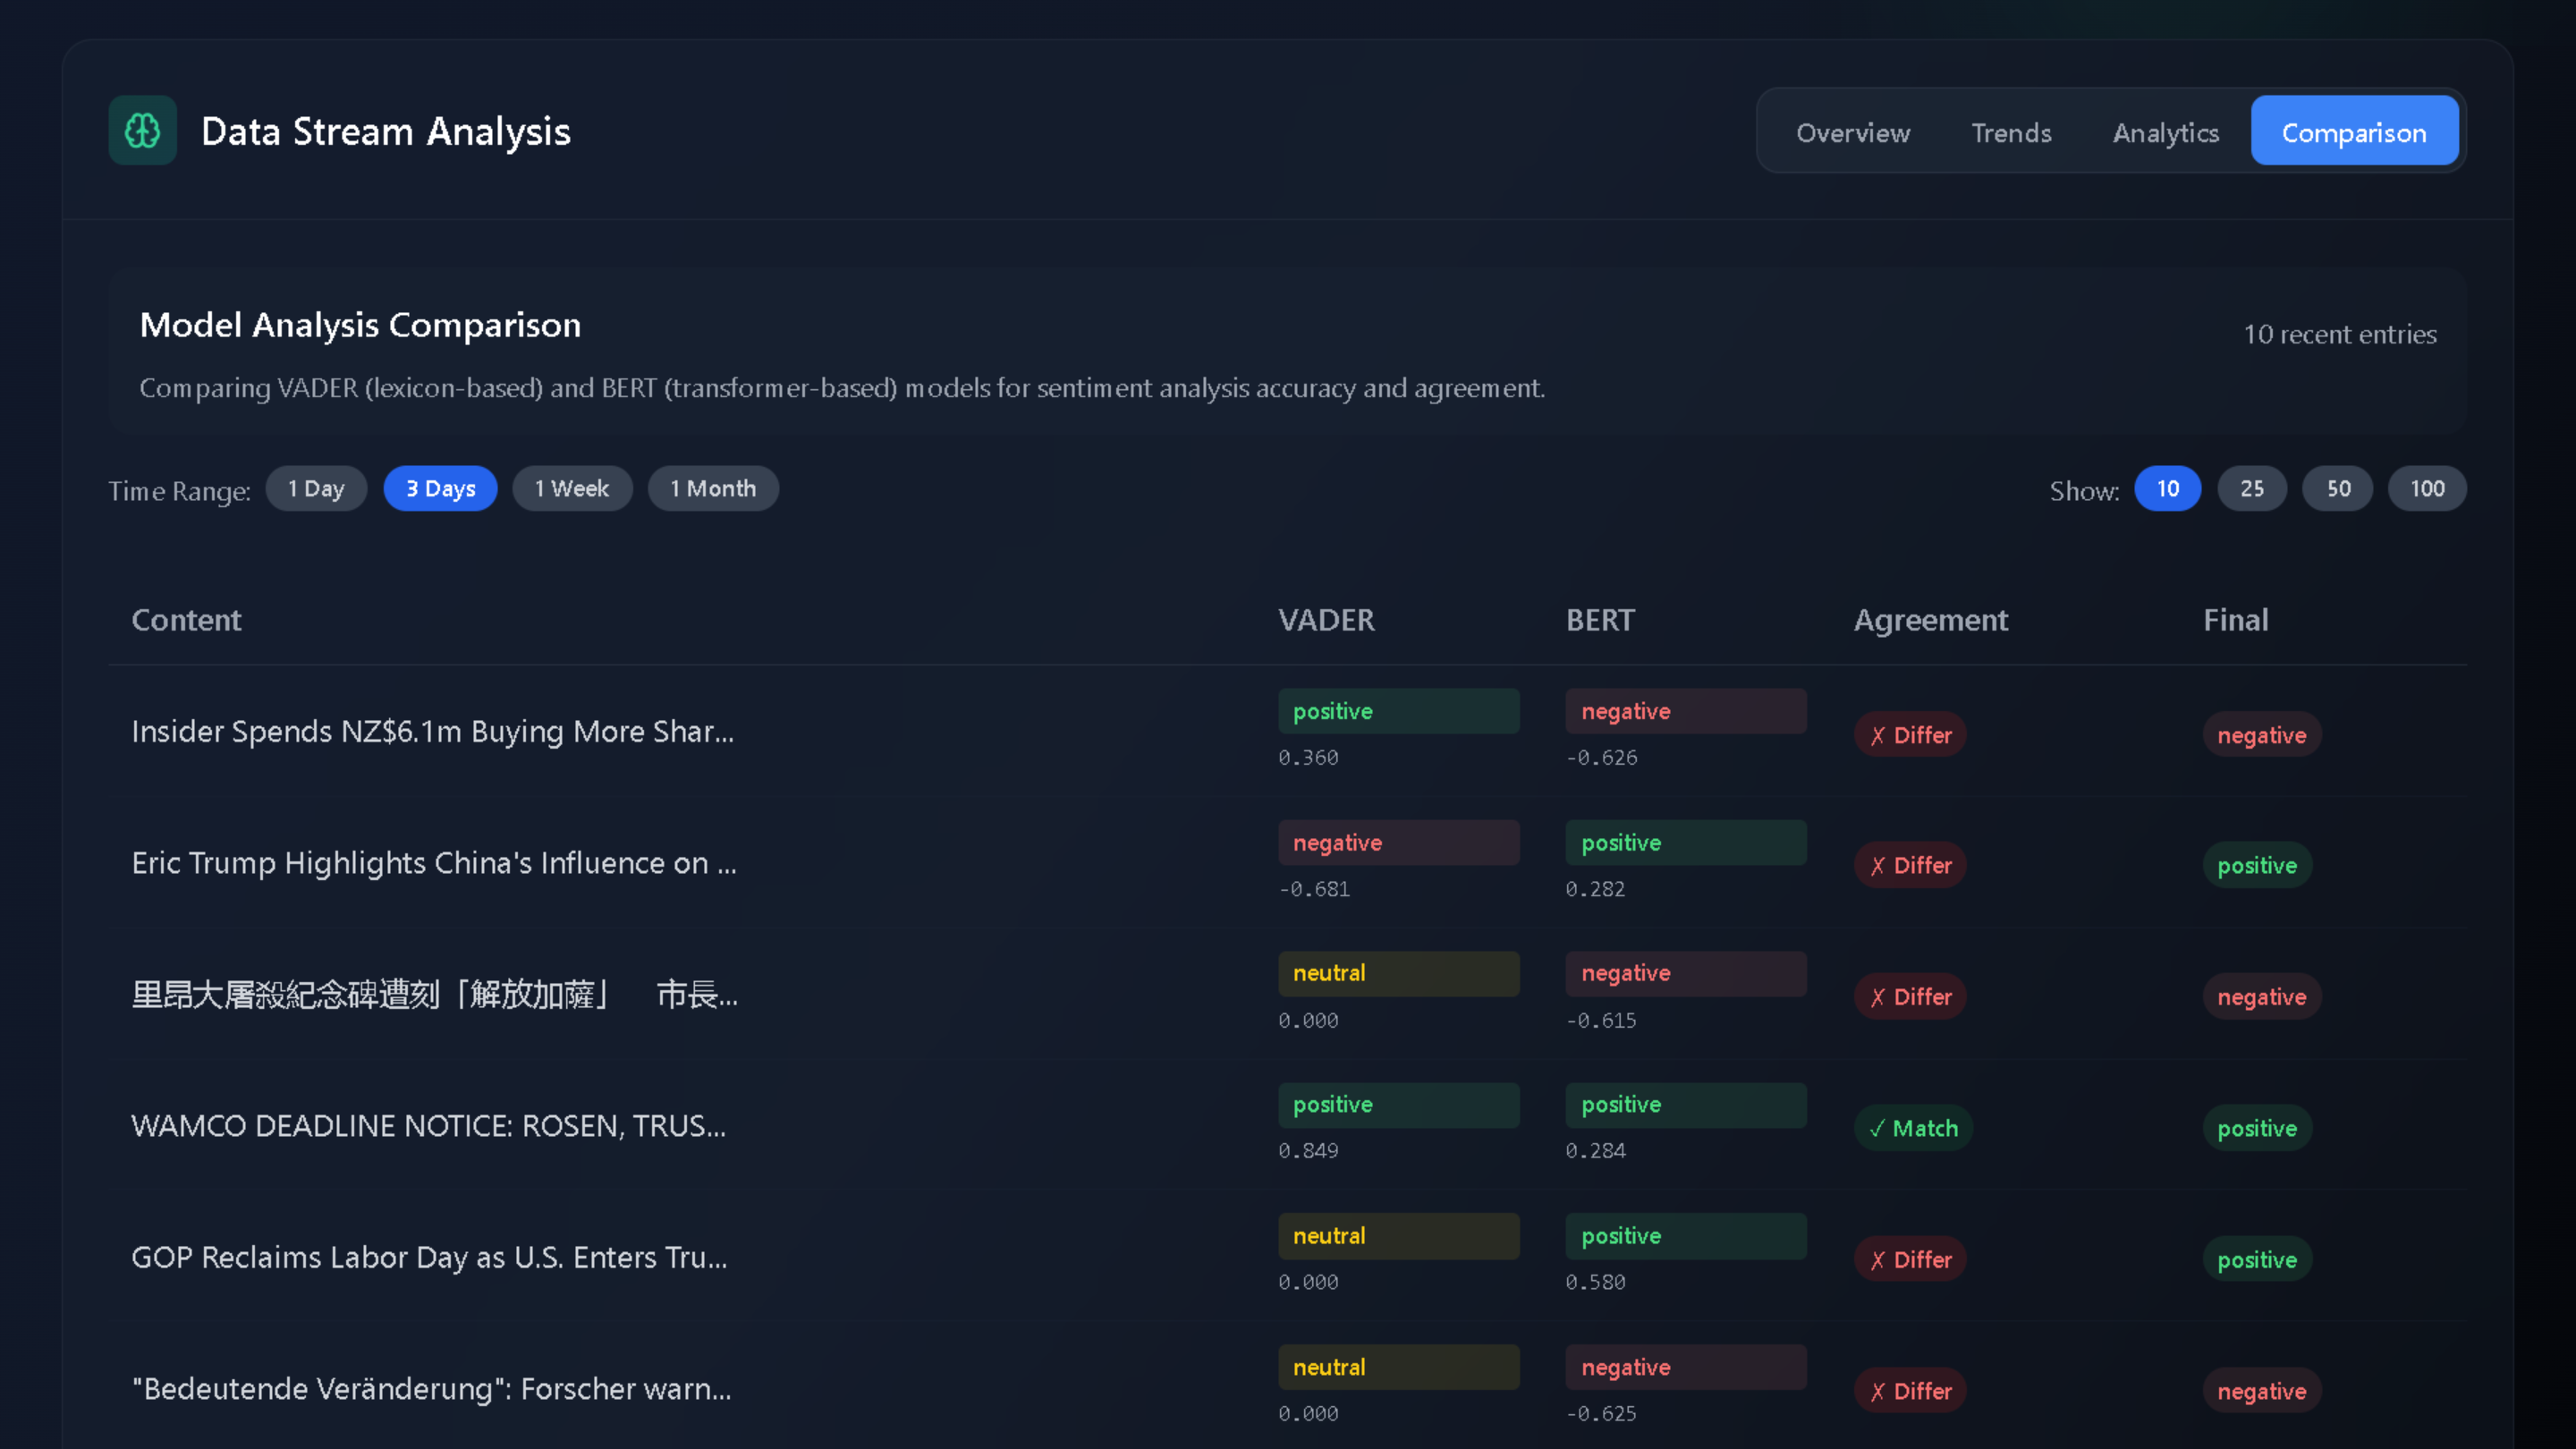 Data Stream Analysis
Overview Trends Analytics Comparison
Model Analysis Comparison
10 recent entries
Comparing VADER (lexicon-based) and BERT (transformer-based) models for sentiment analysis accuracy and agreement.
Time Range: 1 Day 3 Days 1 Week 1 Month Show: 10 25 50 100
Content VADER BERT Agreement Final
Insider Spends NZ$6.1m Buying More Shar... positive negative ✗ Differ negative
0.360 -0.626
Eric Trump Highlights China's Influence on ... negative positive ✗ Differ positive
-0.681 0.282
里昂大屠殺紀念碑遭刻「解放加薩」　市長... neutral negative ✗ Differ negative
0.000 -0.615
WAMCO DEADLINE NOTICE: ROSEN, TRUS... positive positive ✓ Match positive
0.849 0.284
GOP Reclaims Labor Day as U.S. Enters Tru... neutral positive ✗ Differ positive
0.000 0.580
"Bedeutende Veränderung": Forscher warn... neutral negative ✗ Differ negative
0.000 -0.625